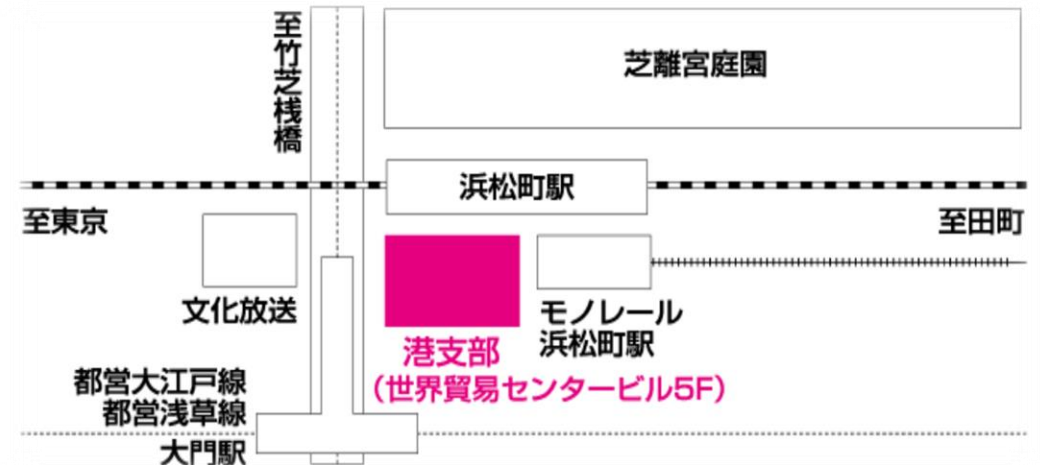 至竹芝桟橋
芝離宮庭園
浜松町駅
至東京
至田町
文化放送
モノレール
浜松町駅
港支部
（世界貿易センタービル5F）
都営大江戸線
都営浅草線
大門駅